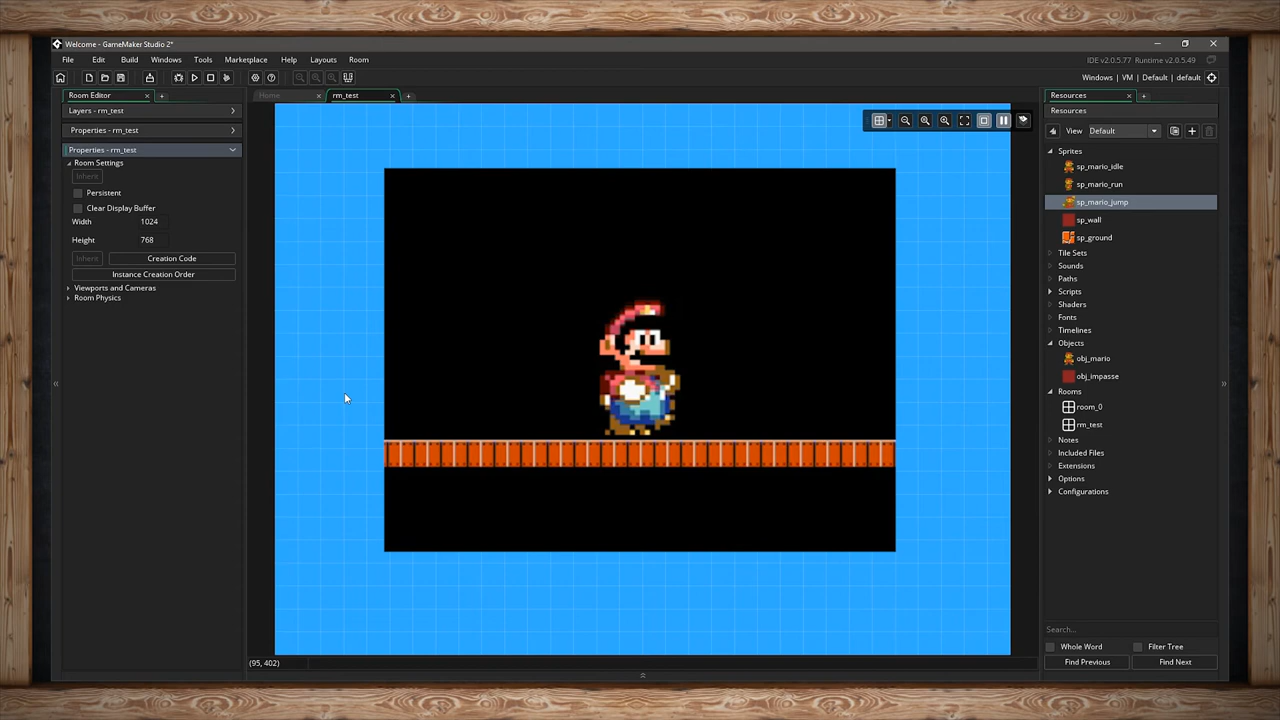 Welcome - GameMaker Studio 2*
File Edit Build Windows Tools Marketplace Help Layouts Room
IDE v2.0.5.77 Runtime v2.0.5.49
Windows | VM | Default | default
Room Editor
Home
rm_test
Resources
Layers - rm_test
Resources
Properties - rm_test
View Default
Properties - rm_test
Room Settings
Inherit
Persistent
Clear Display Buffer
Width 1024
Height 768
Inherit Creation Code
Instance Creation Order
Viewports and Cameras
Room Physics
Sprites
sp_mario_idle
sp_mario_run
sp_mario_jump
sp_wall
sp_ground
Tile Sets
Sounds
Paths
Scripts
Shaders
Fonts
Timelines
Objects
obj_mario
obj_impasse
Rooms
room_0
rm_test
Notes
Included Files
Extensions
Options
Configurations
Search...
Whole Word Filter Tree
Find Previous Find Next
(95, 402)